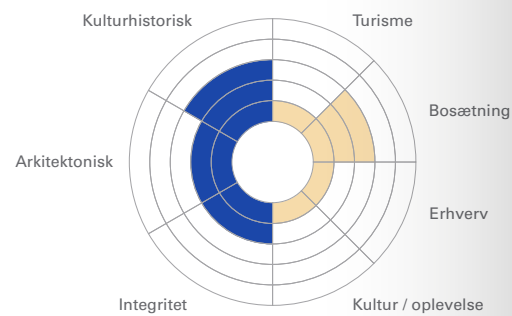 Kulturhistorisk
Turisme
Bosætning
Arkitektonisk
Erhverv
Integritet
Kultur / oplevelse